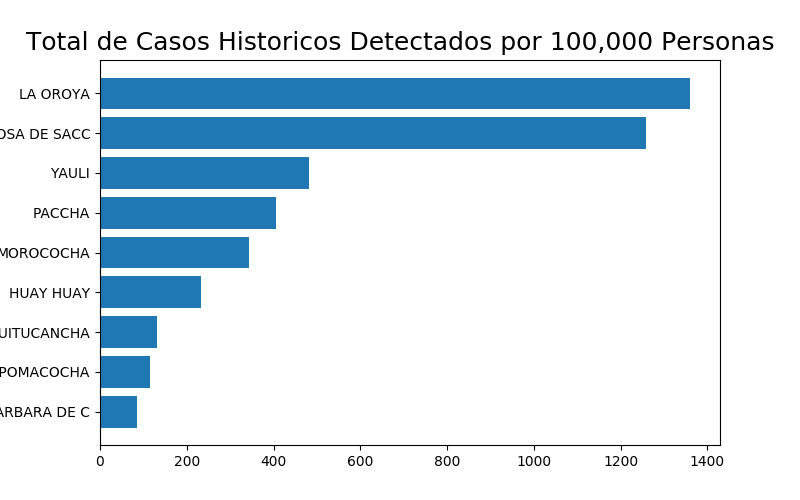 Total de Casos Historicos Detectados por 100,000 Personas
LA OROYA
OSA DE SACC
YAULI
PACCHA
MOROCOCHA
HUAY HUAY
UITUCANCHA
POMACOCHA
ARBARA DE C
0 200 400 600 800 1000 1200 1400